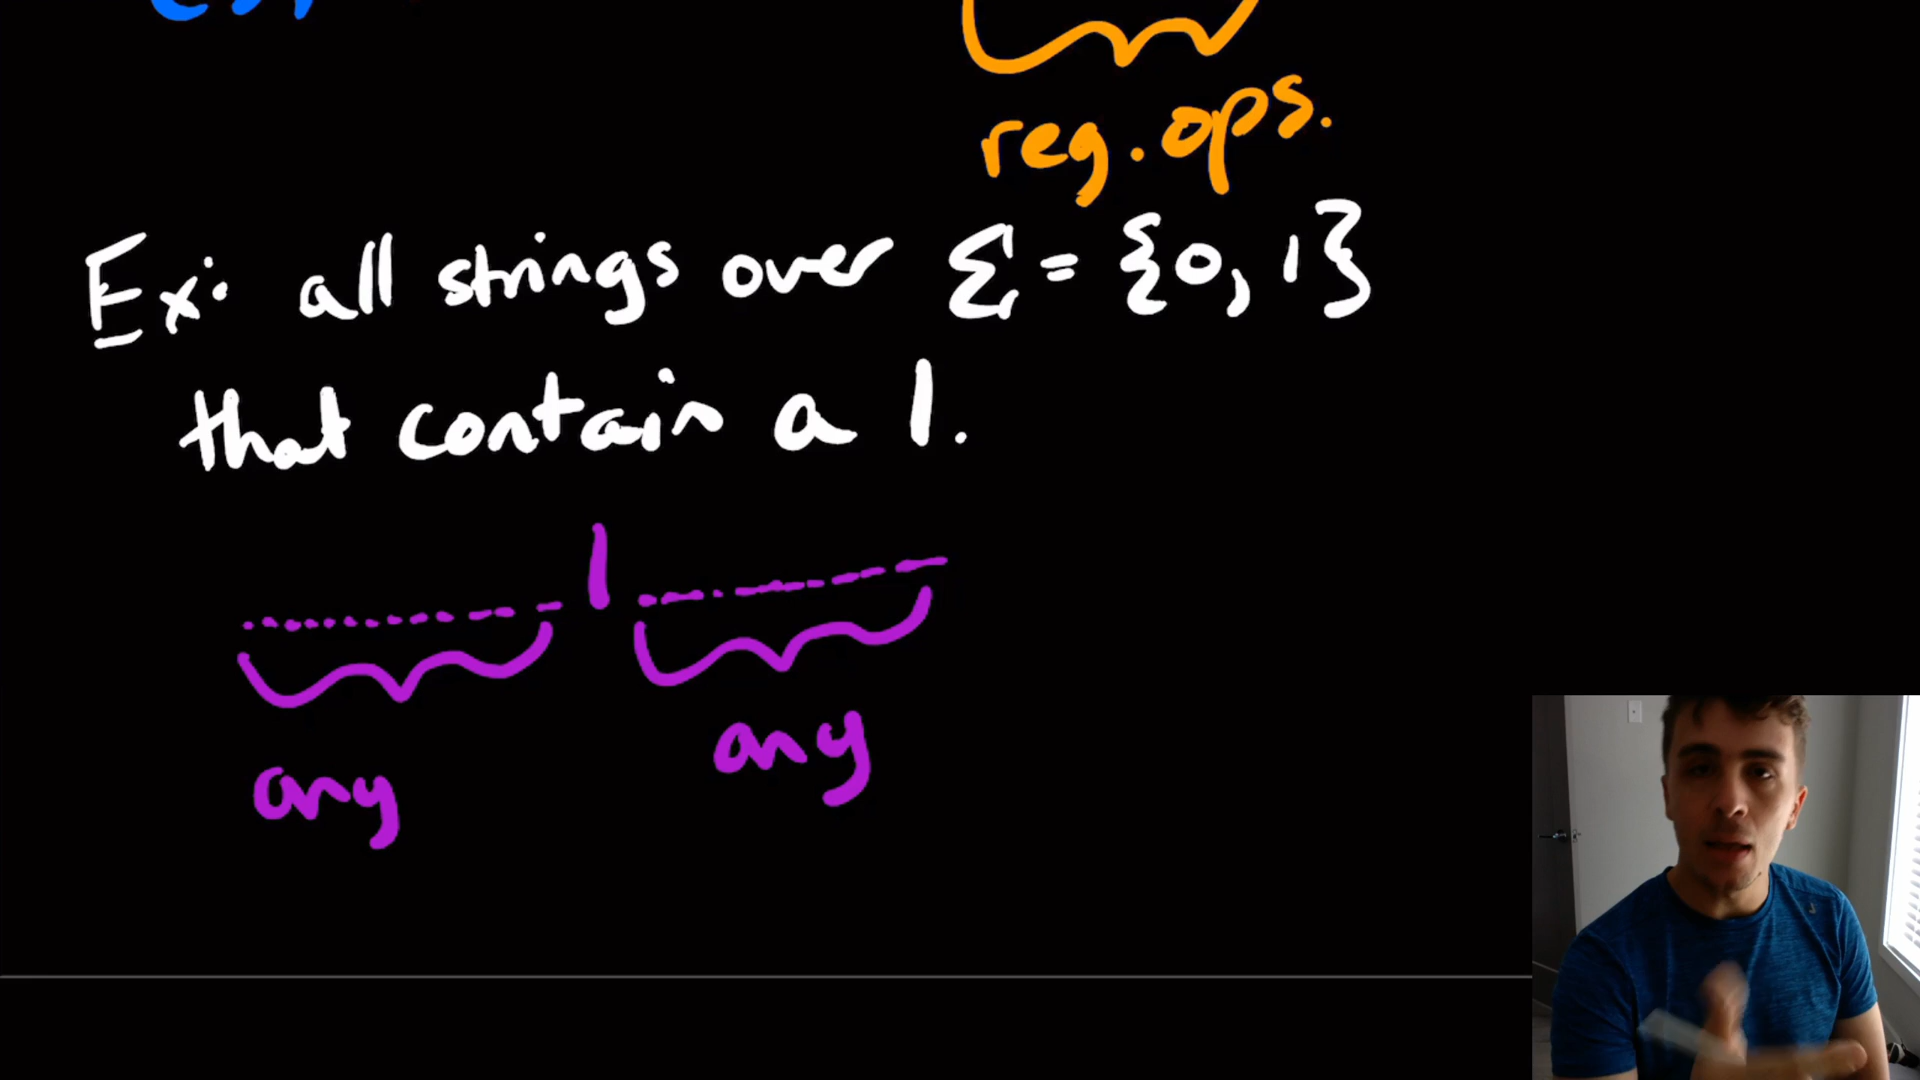 reg. ops.
Ex: all strings over Σ = {0, 1}
that contain a 1.
1
any any